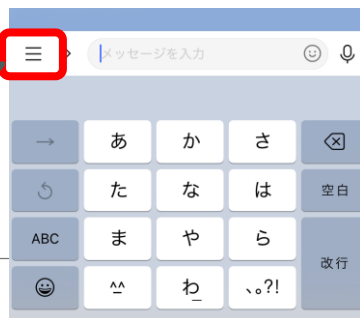 メッセージを入力
→ あ か さ
た な は 空白
ABC ま や ら 改行
^^ わ_ 、。?!